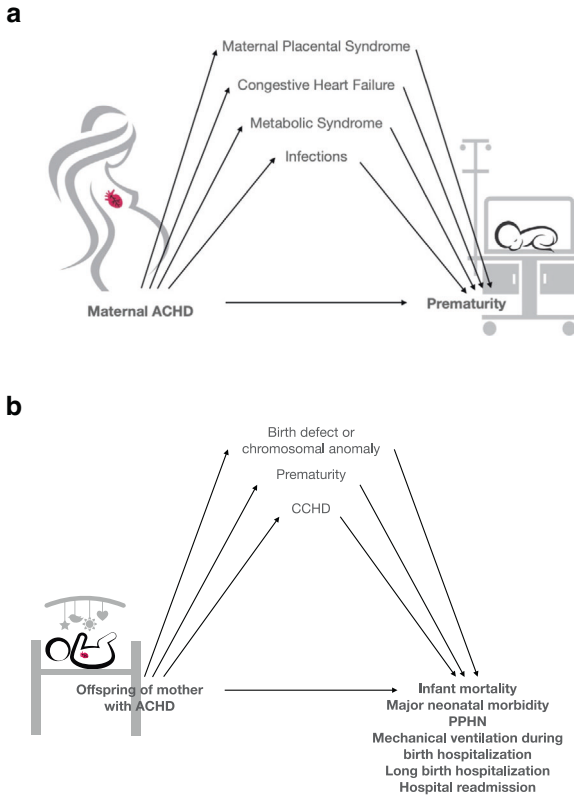 a
Maternal Placental Syndrome
Congestive Heart Failure
Metabolic Syndrome
Infections
Maternal ACHD
Prematurity
b
Birth defect or
chromosomal anomaly
Prematurity
CCHD
Offspring of mother
with ACHD
Infant mortality
Major neonatal morbidity
PPHN
Mechanical ventilation during
birth hospitalization
Long birth hospitalization
Hospital readmission